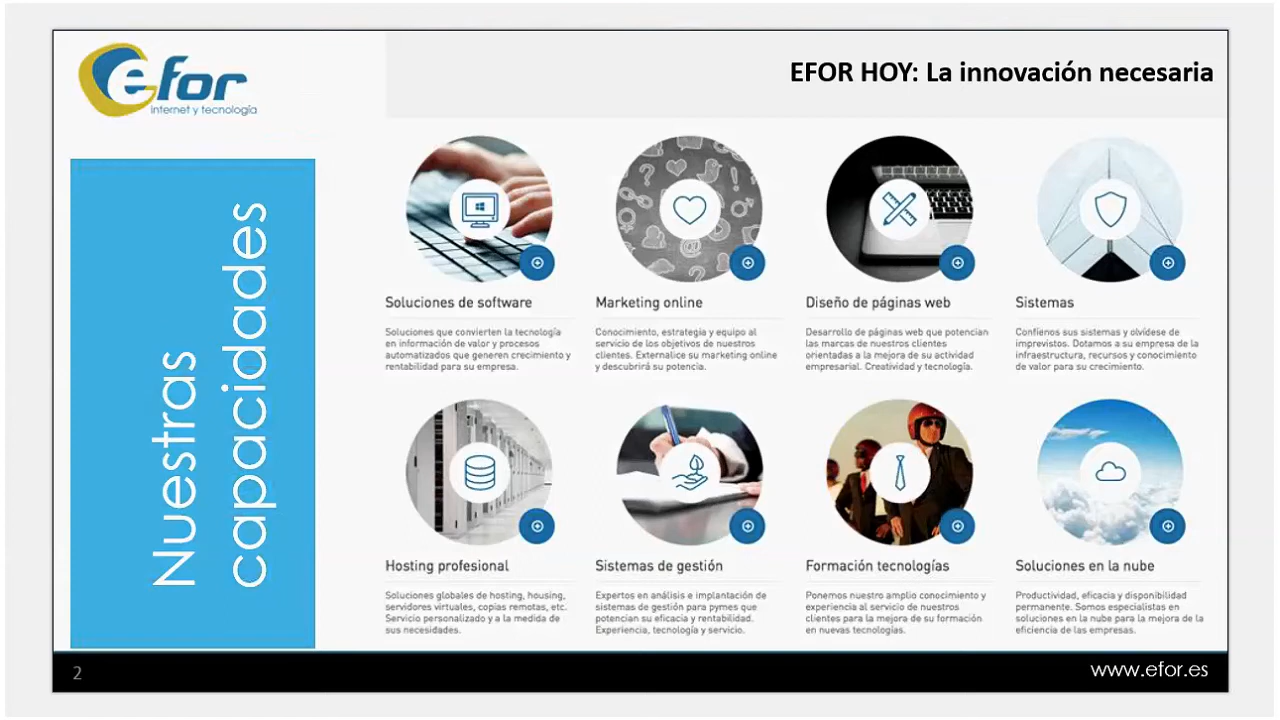 efor
internet y tecnología
EFOR HOY: La innovación necesaria
Nuestras
capacidades
Soluciones de software
Soluciones que convierten la tecnología
en información de valor y procesos
automatizados que generen crecimiento y
rentabilidad para su empresa.
Marketing online
Conocimiento, estrategia y equipo al
servicio de los objetivos de nuestros
clientes. Externalice su marketing online
y descubrirá su potencia.
Diseño de páginas web
Desarrollo de páginas web que potencian
las marcas de nuestros clientes
orientadas a la mejora de su actividad
empresarial. Creatividad y tecnología.
Sistemas
Confíenos sus sistemas y olvídese de
imprevistos. Dotamos a su empresa de la
infraestructura, recursos y conocimiento
de valor para su crecimiento.
Hosting profesional
Soluciones globales de hosting, housing,
servidores virtuales, copias remotas, etc.
Servicio personalizado y a la medida de
sus necesidades.
Sistemas de gestión
Expertos en análisis e implantación de
sistemas de gestión para pymes que
potencian su eficacia y rentabilidad.
Experiencia, tecnología y servicio.
Formación tecnologías
Ponemos nuestro amplio conocimiento y
experiencia al servicio de nuestros
clientes para la mejora de su formación
en nuevas tecnologías.
Soluciones en la nube
Productividad, eficacia y disponibilidad
permanente. Somos especialistas en
soluciones en la nube para la mejora de la
eficiencia de las empresas.
2
www.efor.es